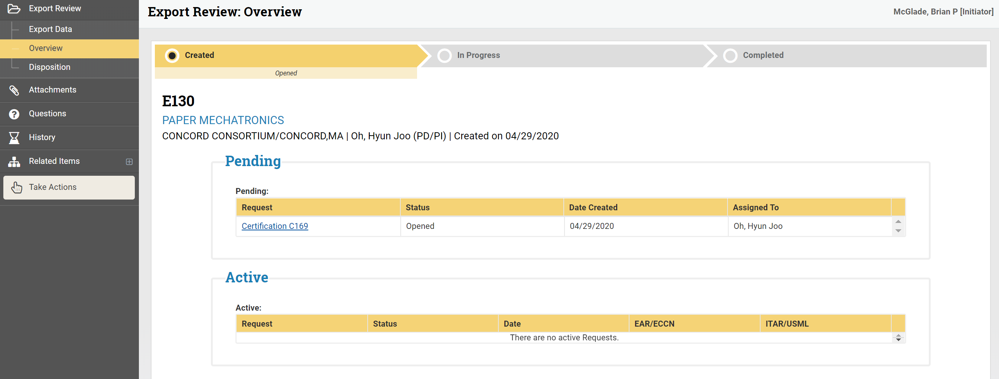 Export Review
Export Data
Overview
Disposition
Attachments
Questions
History
Related Items
Take Actions
Export Review: Overview
McGlade, Brian P [Initiator]
Created
In Progress
Completed
Opened
E130
PAPER MECHATRONICS
CONCORD CONSORTIUM/CONCORD,MA | Oh, Hyun Joo (PD/PI) | Created on 04/29/2020
Pending
Pending:
Request Status Date Created Assigned To
Certification C169 Opened 04/29/2020 Oh, Hyun Joo
Active
Active:
Request Status Date EAR/ECCN ITAR/USML
There are no active Requests.